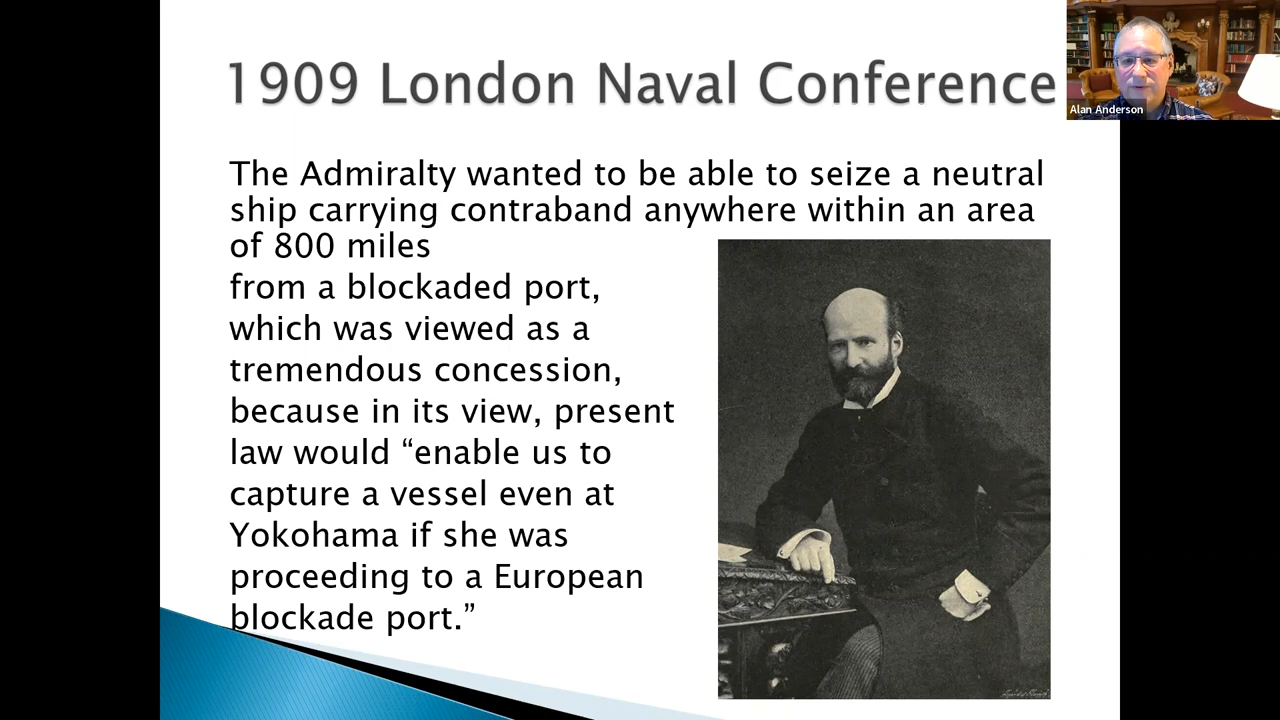 1909 London Naval Conference
Alan Anderson
The Admiralty wanted to be able to seize a neutral
ship carrying contraband anywhere within an area
of 800 miles
from a blockaded port,
which was viewed as a
tremendous concession,
because in its view, present
law would “enable us to
capture a vessel even at
Yokohama if she was
proceeding to a European
blockade port.”